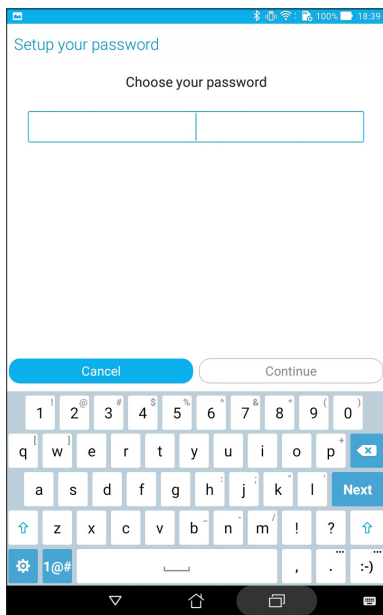 100% 18:39
Setup your password
Choose your password
Cancel Continue
1 ! 2 @ 3 # 4 $ 5 % 6 ^ 7 & 8 * 9 ( 0 )
q [ w ] e r t y u i o p +
a s d f g h : j ; k " l ' Next
z x c v b _ n - m / ! ?
1@# , . ... :-) ...